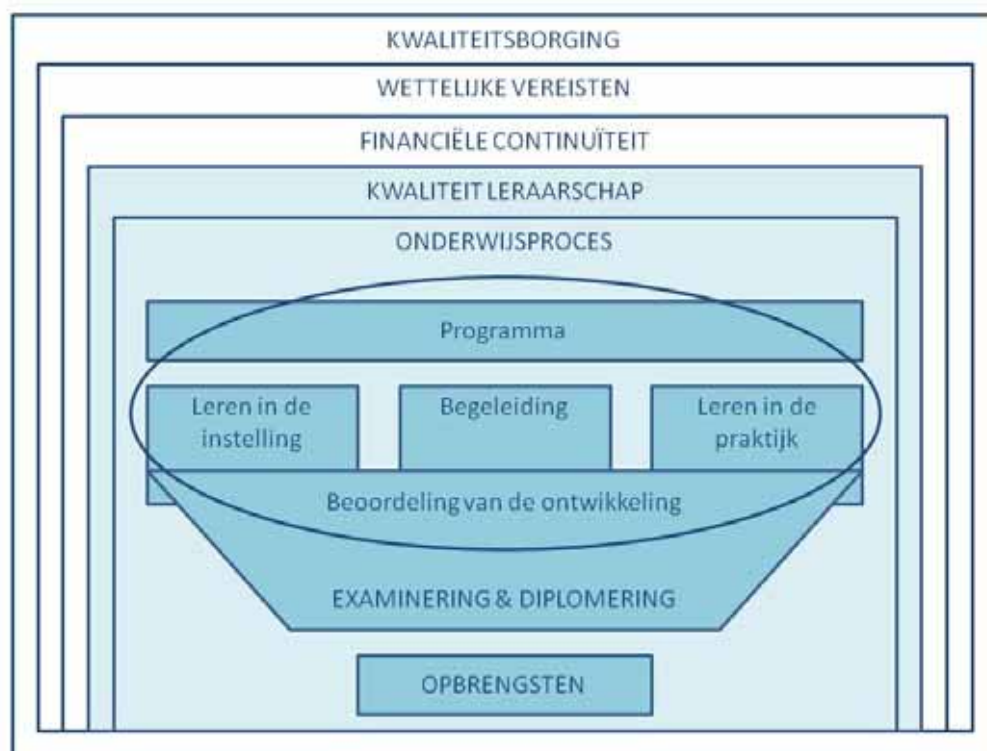 KWALITEITSBORGING
WETTELIJKE VEREISTEN
FINANCIËLE CONTINUÏTEIT
KWALITEIT LERAARSCHAP
ONDERWIJSPROCES
Programma
Leren in de
instelling
Begeleiding
Leren in de
praktijk
Beoordeling van de ontwikkeling
EXAMINERING & DIPLOMERING
OPBRENGSTEN